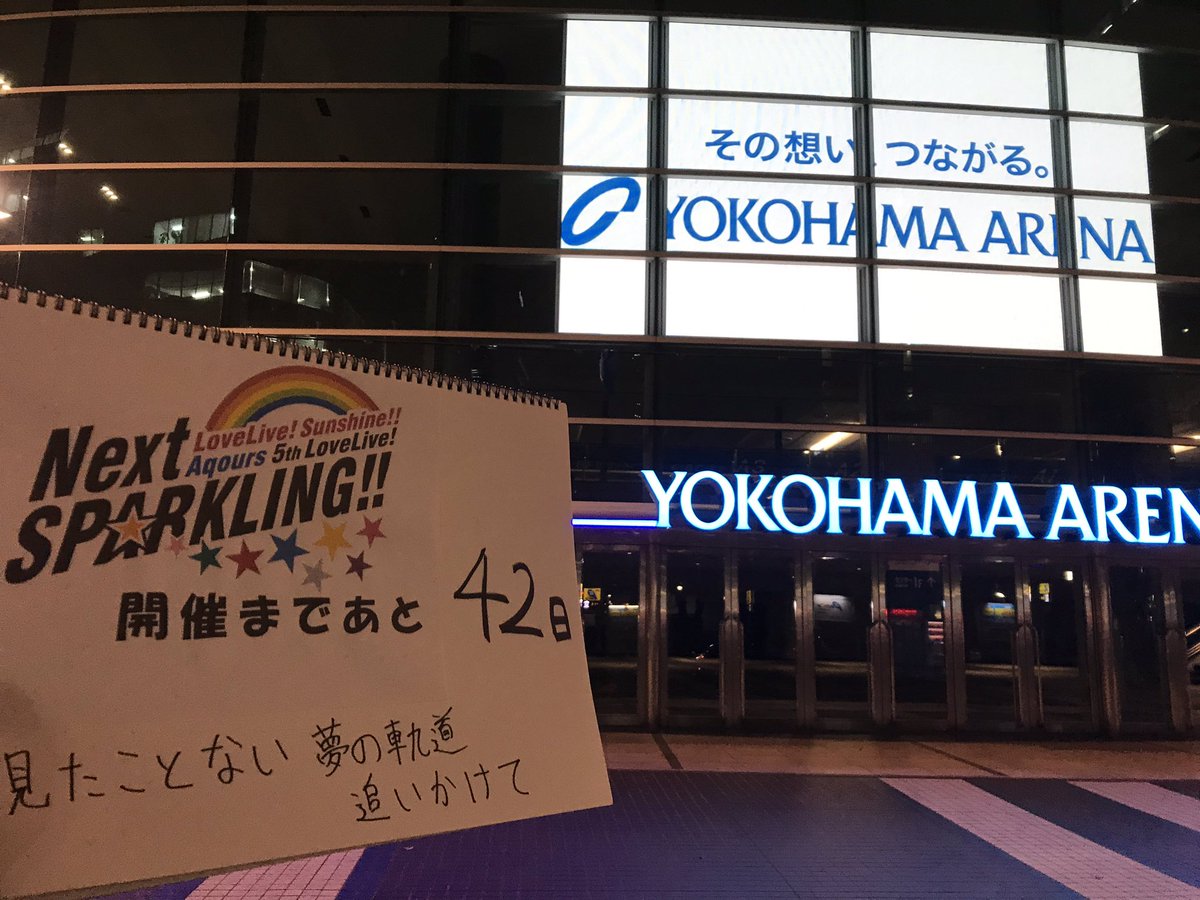 その想い、つながる。
YOKOHAMA ARENA
YOKOHAMA AREN
Next
LoveLive! Sunshine!!
Aqours 5th LoveLive!
SPARKLING!!
開催まであと 42日
見たことない 夢の軌道
追いかけて